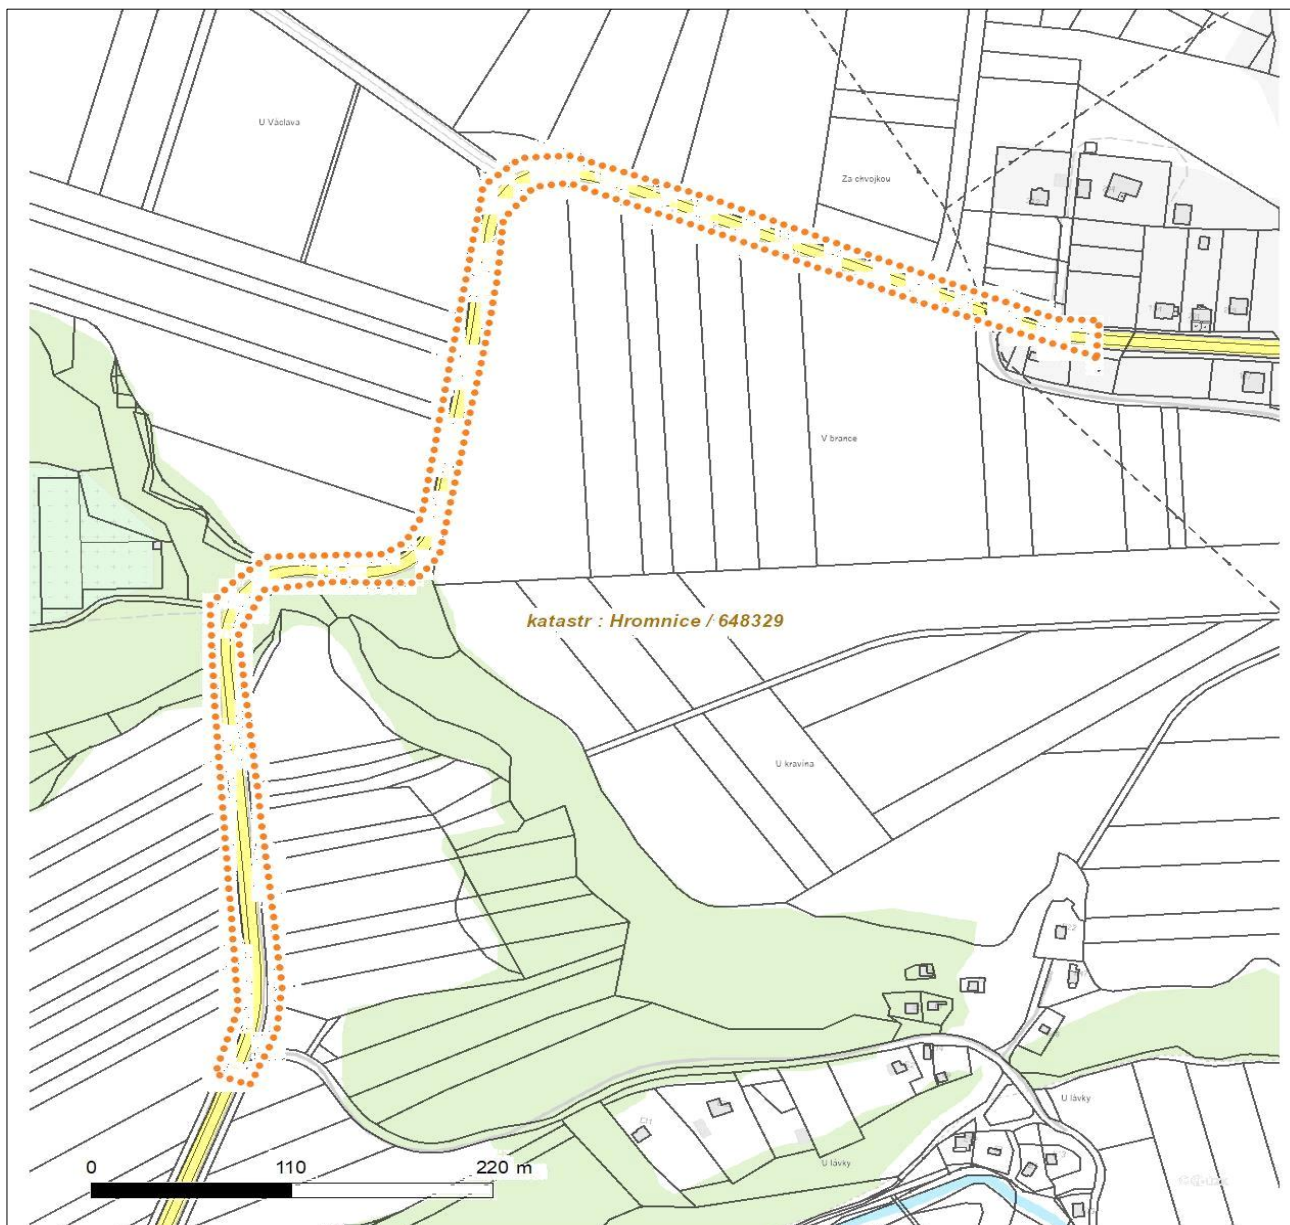 U Václava
Za chvojkou
V brance
katastr : Hromnice / 648329
U kravína
U lávky
U lávky
0 110 220 m